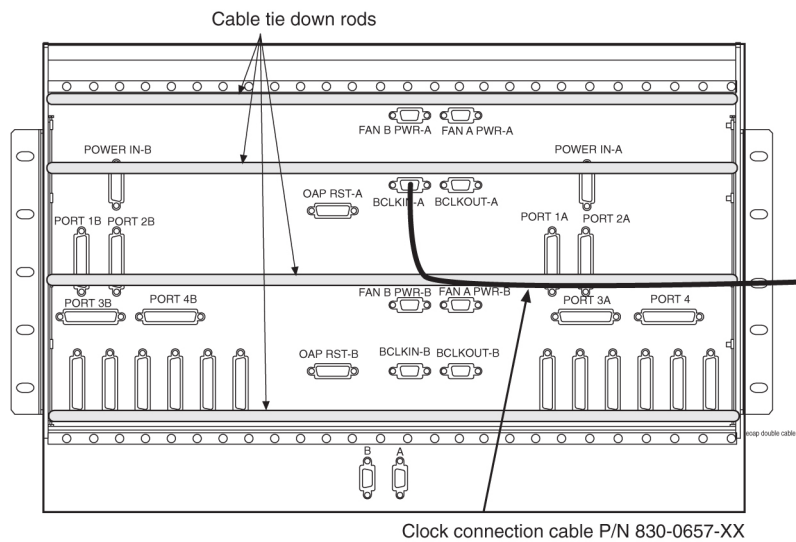 Cable tie down rods
FAN B PWR-A FAN A PWR-A
POWER IN-B
POWER IN-A
OAP RST-A
BCLKIN-A BCLKOUT-A
PORT 1B PORT 2B
PORT 1A PORT 2A
FAN B PWR-B FAN A PWR-B
PORT 3B PORT 4B
PORT 3A PORT 4
OAP RST-B
BCLKIN-B BCLKOUT-B
ecap double cable
B A
Clock connection cable P/N 830-0657-XX